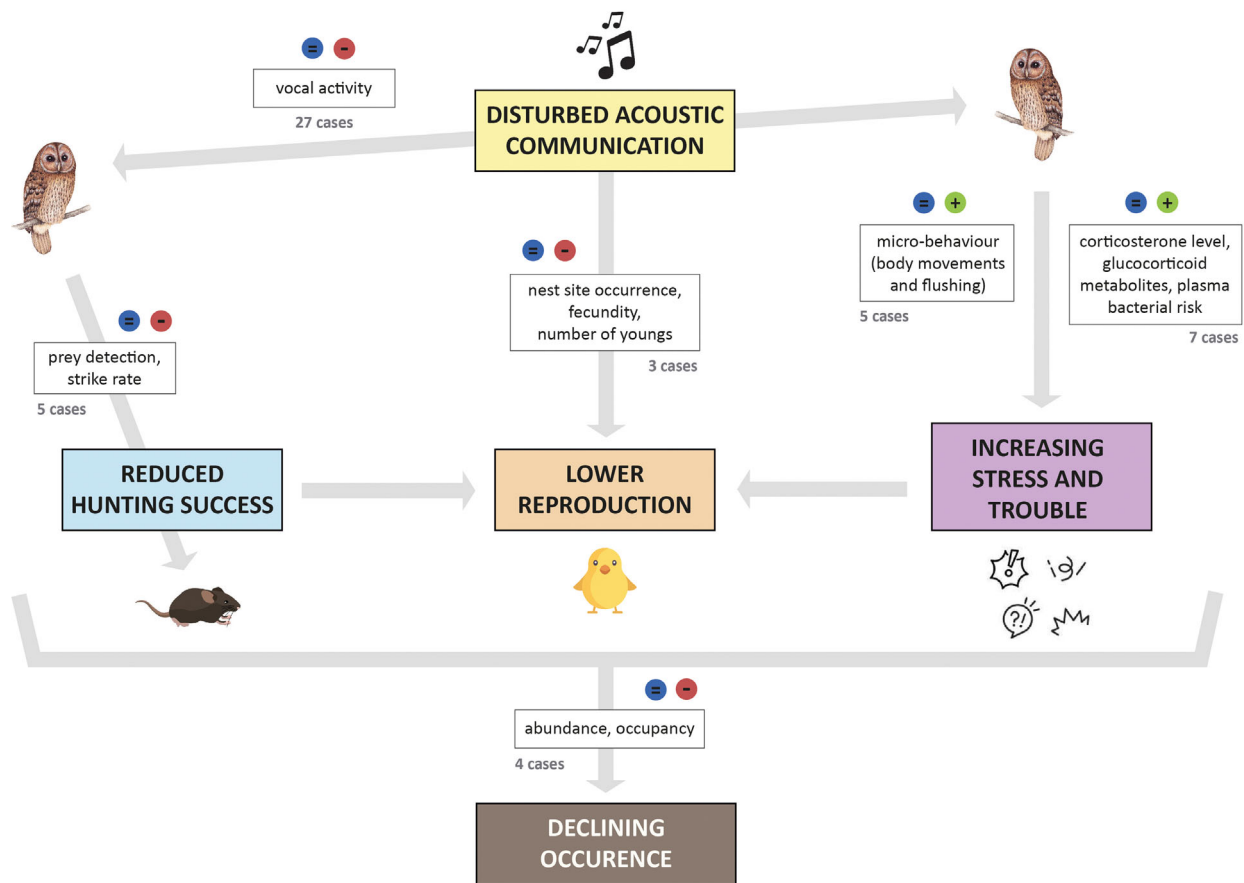 = -
vocal activity
27 cases
DISTURBED ACOUSTIC
COMMUNICATION
= -
prey detection,
strike rate
5 cases
= -
nest site occurrence,
fecundity,
number of youngs
3 cases
= +
micro-behaviour
(body movements
and flushing)
5 cases
= +
corticosterone level,
glucocorticoid
metabolites, plasma
bacterial risk
7 cases
REDUCED
HUNTING SUCCESS
LOWER
REPRODUCTION
INCREASING
STRESS AND
TROUBLE
!
?!
= -
abundance, occupancy
4 cases
DECLINING
OCCURENCE